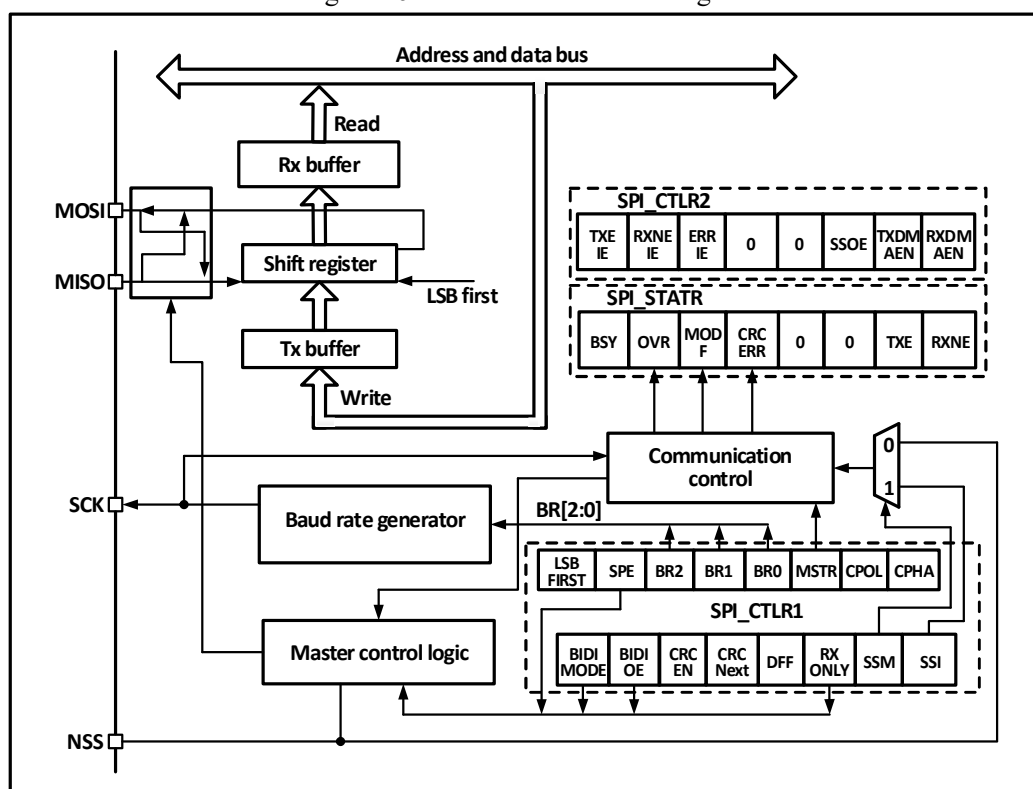 Address and data bus
Read
Rx buffer
MOSI
SPI_CTLR2
TXE
IE
RXNE
IE
ERR
IE
0
0
SSOE
TXDM
AEN
RXDM
AEN
Shift register
MISO
LSB first
SPI_STATR
BSY
OVR
MOD
F
CRC
ERR
0
0
TXE
RXNE
Tx buffer
Write
Communication
control
0
1
SCK
Baud rate generator
BR[2:0]
LSB
FIRST
SPE
BR2
BR1
BR0
MSTR
CPOL
CPHA
SPI_CTLR1
Master control logic
BIDI
MODE
BIDI
OE
CRC
EN
CRC
Next
DFF
RX
ONLY
SSM
SSI
NSS